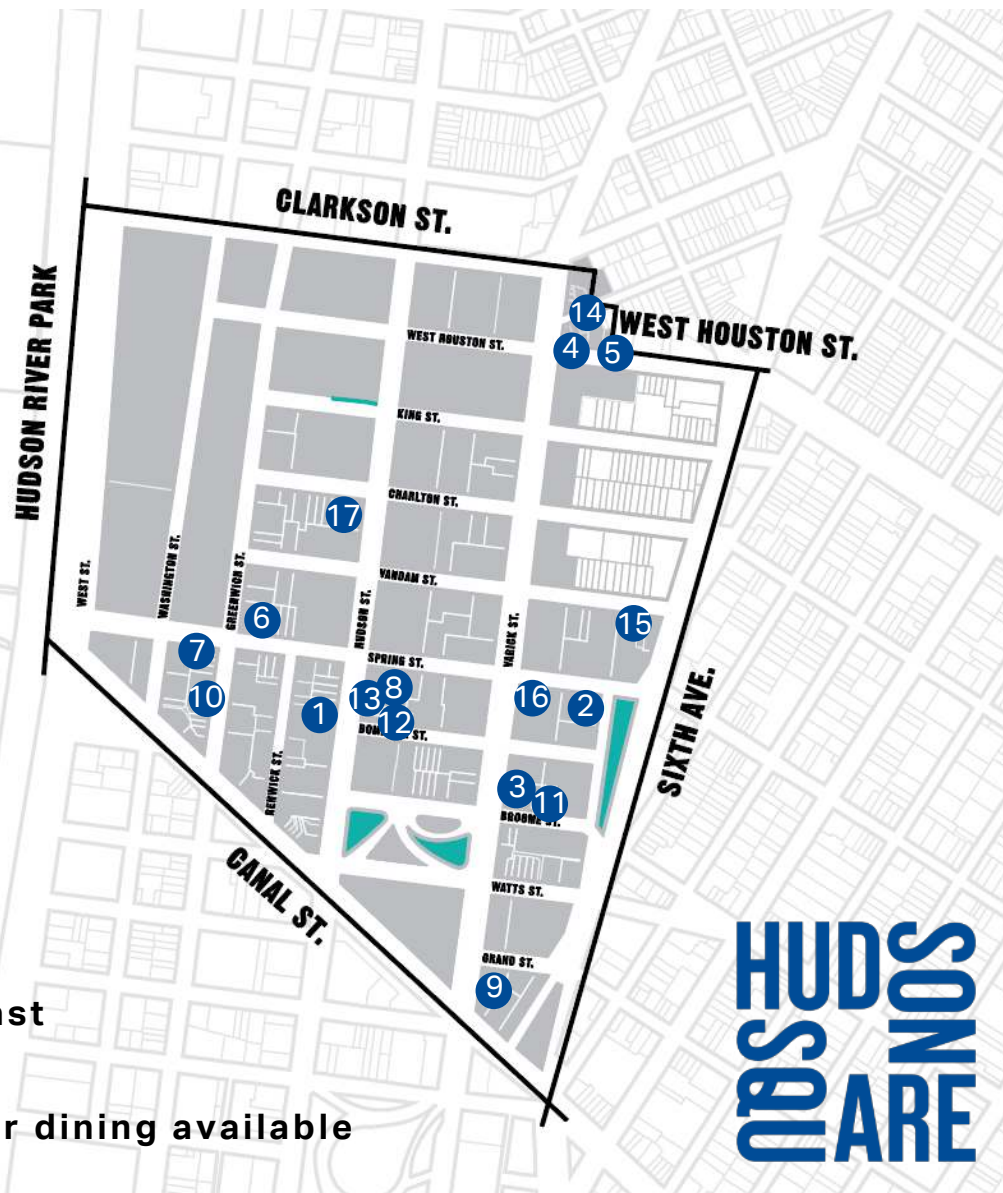 CLARKSON ST.
HUDSON RIVER PARK
14
WEST HOUSTON ST.
WEST HOUSTON ST.
4
5
KING ST.
CHARLTON ST.
17
VANDAM ST.
WEST ST.
WASHINGTON ST.
GREENWICH ST.
HUDSON ST.
VARICK ST.
6
15
7
SPRING ST.
SIXTH AVE.
10
13
8
16
2
1
12
ST.
RENWICK ST.
3
11
BROOME ST.
CANAL ST.
WATTS ST.
GRAND ST.
9
dining available
HUDSON
SQUARE